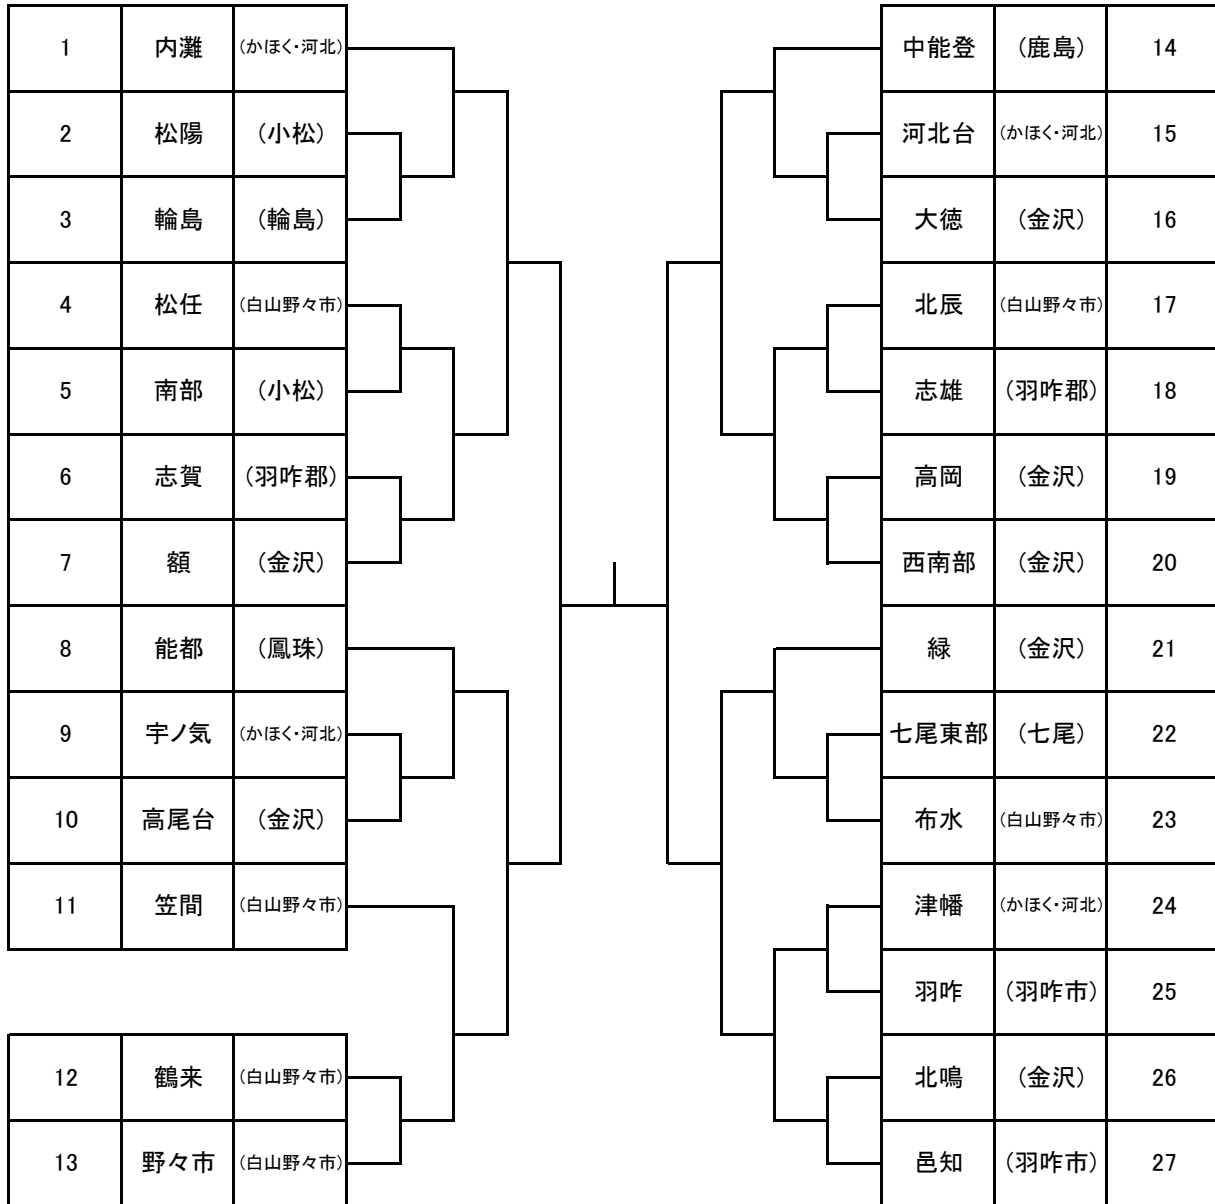 1 内灘 (かほく・河北)
2 松陽 (小松)
3 輪島 (輪島)
4 松任 (白山野々市)
5 南部 (小松)
6 志賀 (羽咋郡)
7 額 (金沢)
8 能都 (鳳珠)
9 宇ノ気 (かほく・河北)
10 高尾台 (金沢)
11 笠間 (白山野々市)
12 鶴来 (白山野々市)
13 野々市 (白山野々市)
中能登 (鹿島) 14
河北台 (かほく・河北) 15
大徳 (金沢) 16
北辰 (白山野々市) 17
志雄 (羽咋郡) 18
高岡 (金沢) 19
西南部 (金沢) 20
緑 (金沢) 21
七尾東部 (七尾) 22
布水 (白山野々市) 23
津幡 (かほく・河北) 24
羽咋 (羽咋市) 25
北鳴 (金沢) 26
邑知 (羽咋市) 27